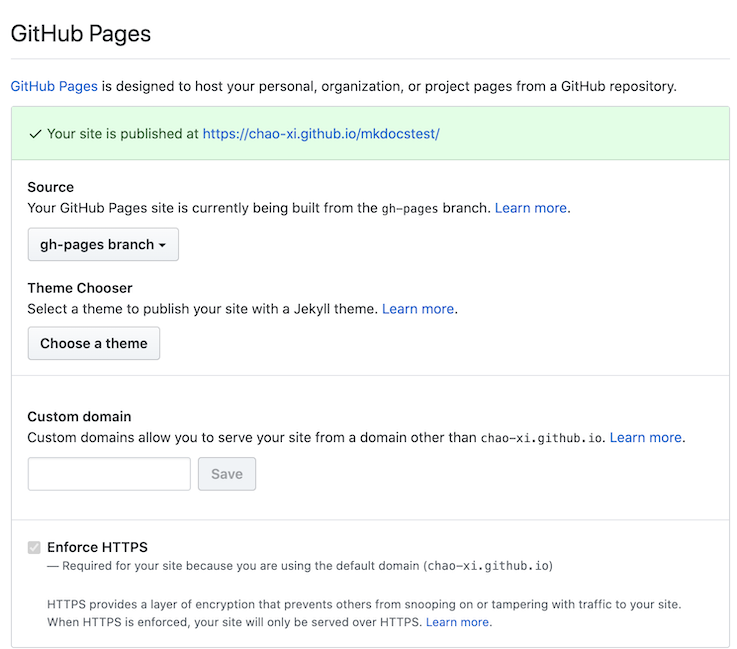 GitHub Pages
GitHub Pages is designed to host your personal, organization, or project pages from a GitHub repository.
Your site is published at https://chao-xi.github.io/mkdocstest/
Source
Your GitHub Pages site is currently being built from the gh-pages branch. Learn more.
gh-pages branch
Theme Chooser
Select a theme to publish your site with a Jekyll theme. Learn more.
Choose a theme
Custom domain
Custom domains allow you to serve your site from a domain other than chao-xi.github.io. Learn more.
Save
Enforce HTTPS
— Required for your site because you are using the default domain (chao-xi.github.io)
HTTPS provides a layer of encryption that prevents others from snooping on or tampering with traffic to your site.
When HTTPS is enforced, your site will only be served over HTTPS. Learn more.